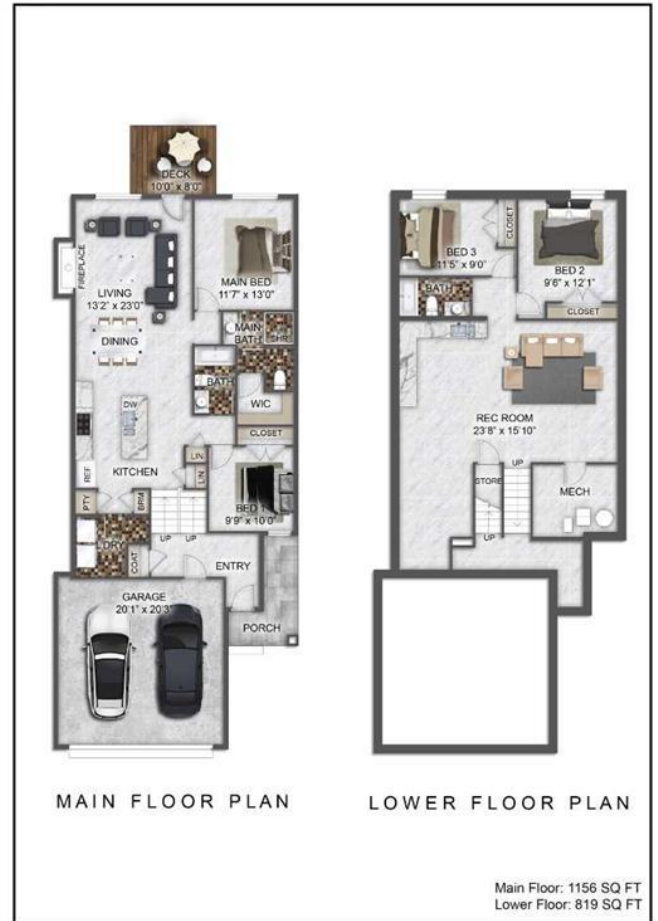 DECK
10'0" x 8'0"
FIREPLACE
LIVING
13'2" x 23'0"
MAIN BED
11'7" x 13'0"
DINING
MAIN
BATH
SHR
BATH
WIC
DW
CLOSET
LIN
LIN
REF
KITCHEN
BED 1
9'9" x 10'0"
PTY
BRM
LDRY
COAT
UP
UP
ENTRY
GARAGE
20'1" x 20'3"
PORCH
MAIN FLOOR PLAN
BED 3
11'5" x 9'0"
CLOSET
BED 2
9'6" x 12'1"
BATH
CLOSET
REC ROOM
23'8" x 15'10"
UP
STORE
MECH
UP
LOWER FLOOR PLAN
Main Floor: 1156 SQ FT
Lower Floor: 819 SQ FT